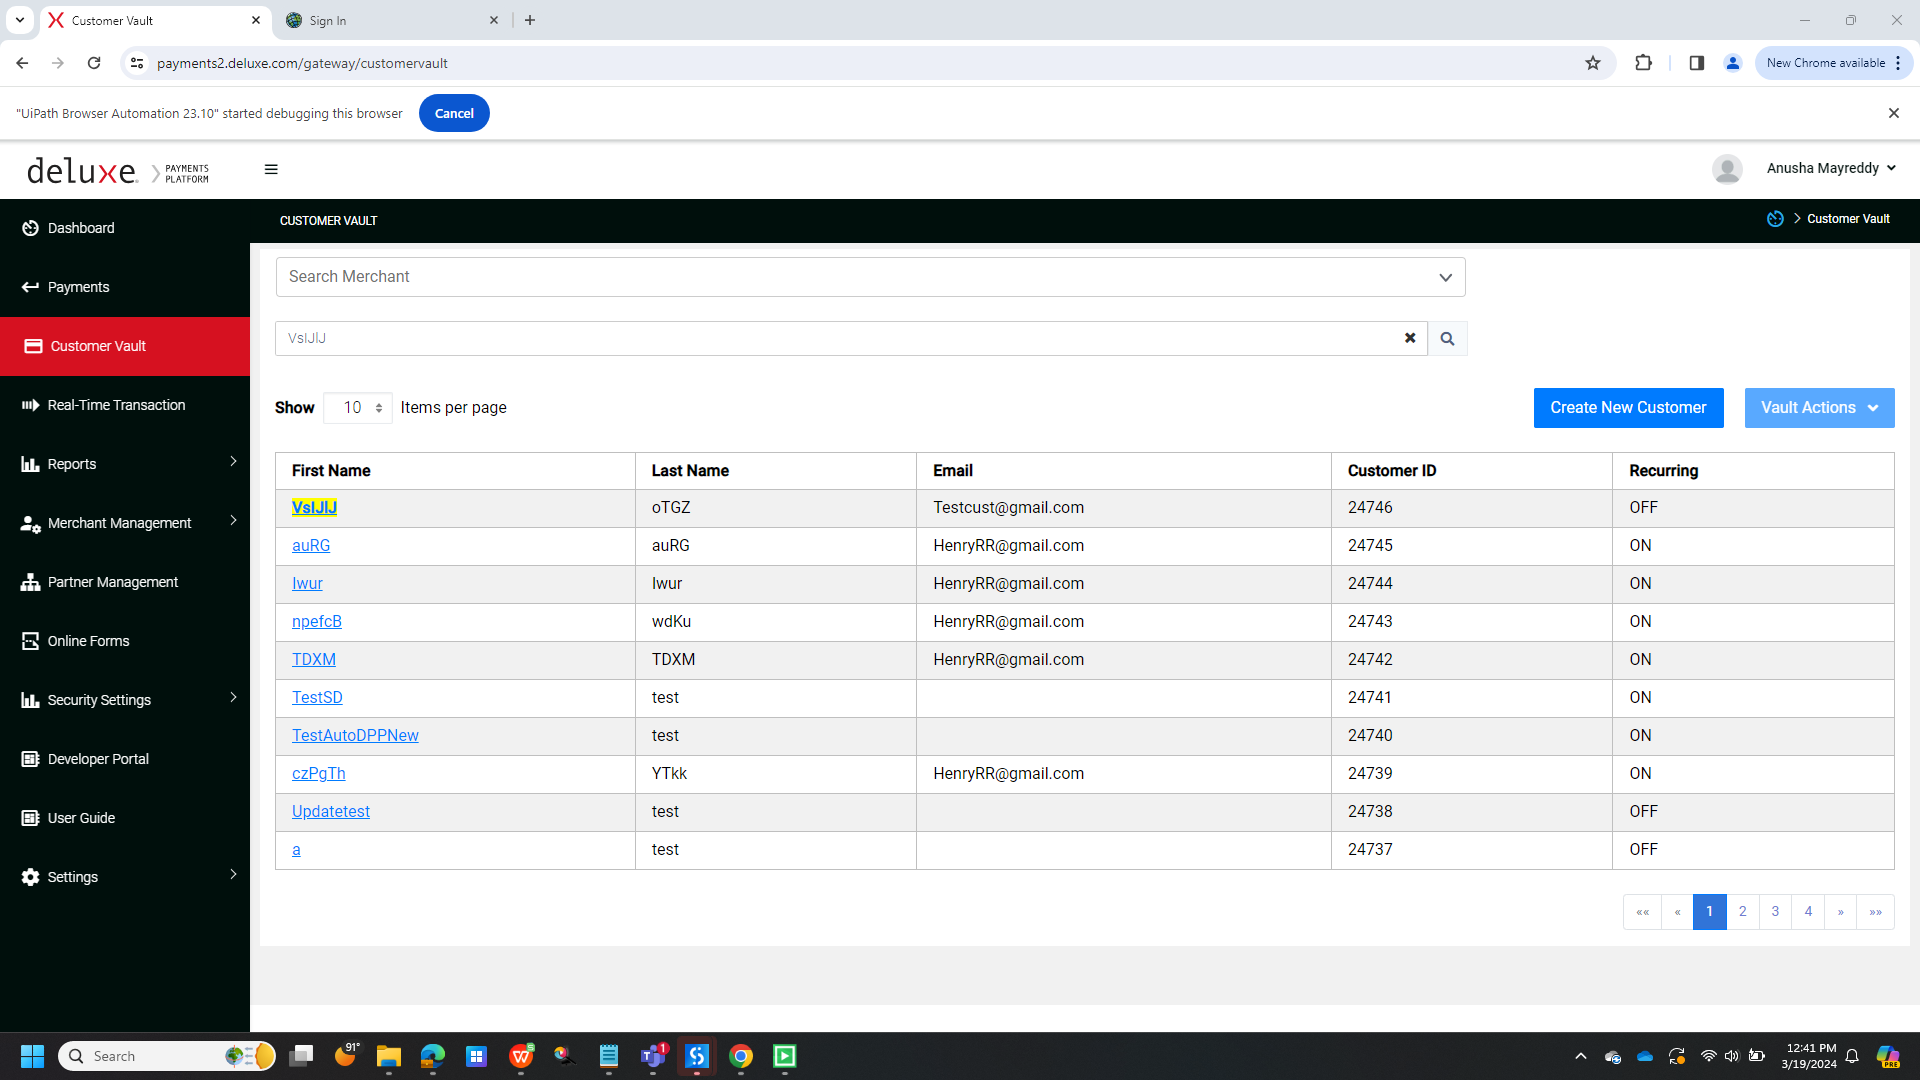 Customer Vault
Sign In
payments2.deluxe.com/gateway/customervault
New Chrome available
"UiPath Browser Automation 23.10" started debugging this browser
Cancel
deluxe. PAYMENTS PLATFORM
Anusha Mayreddy
Dashboard
CUSTOMER VAULT
Customer Vault
Payments
Search Merchant
Customer Vault
VsIJlJ
Real-Time Transaction
Show 10 Items per page
Create New Customer
Vault Actions
Reports
Merchant Management
Partner Management
Online Forms
Security Settings
Developer Portal
User Guide
Settings
First Name Last Name Email Customer ID Recurring
VsIJlJ oTGZ Testcust@gmail.com 24746 OFF
auRG auRG HenryRR@gmail.com 24745 ON
lwur lwur HenryRR@gmail.com 24744 ON
npefcB wdKu HenryRR@gmail.com 24743 ON
TDXM TDXM HenryRR@gmail.com 24742 ON
TestSD test 24741 ON
TestAutoDPPNew test 24740 ON
czPgTh YTkk HenryRR@gmail.com 24739 ON
Updatetest test 24738 OFF
a test 24737 OFF
«« « 1 2 3 4 » »»
Search
91°
1
12:41 PM
3/19/2024
PRE